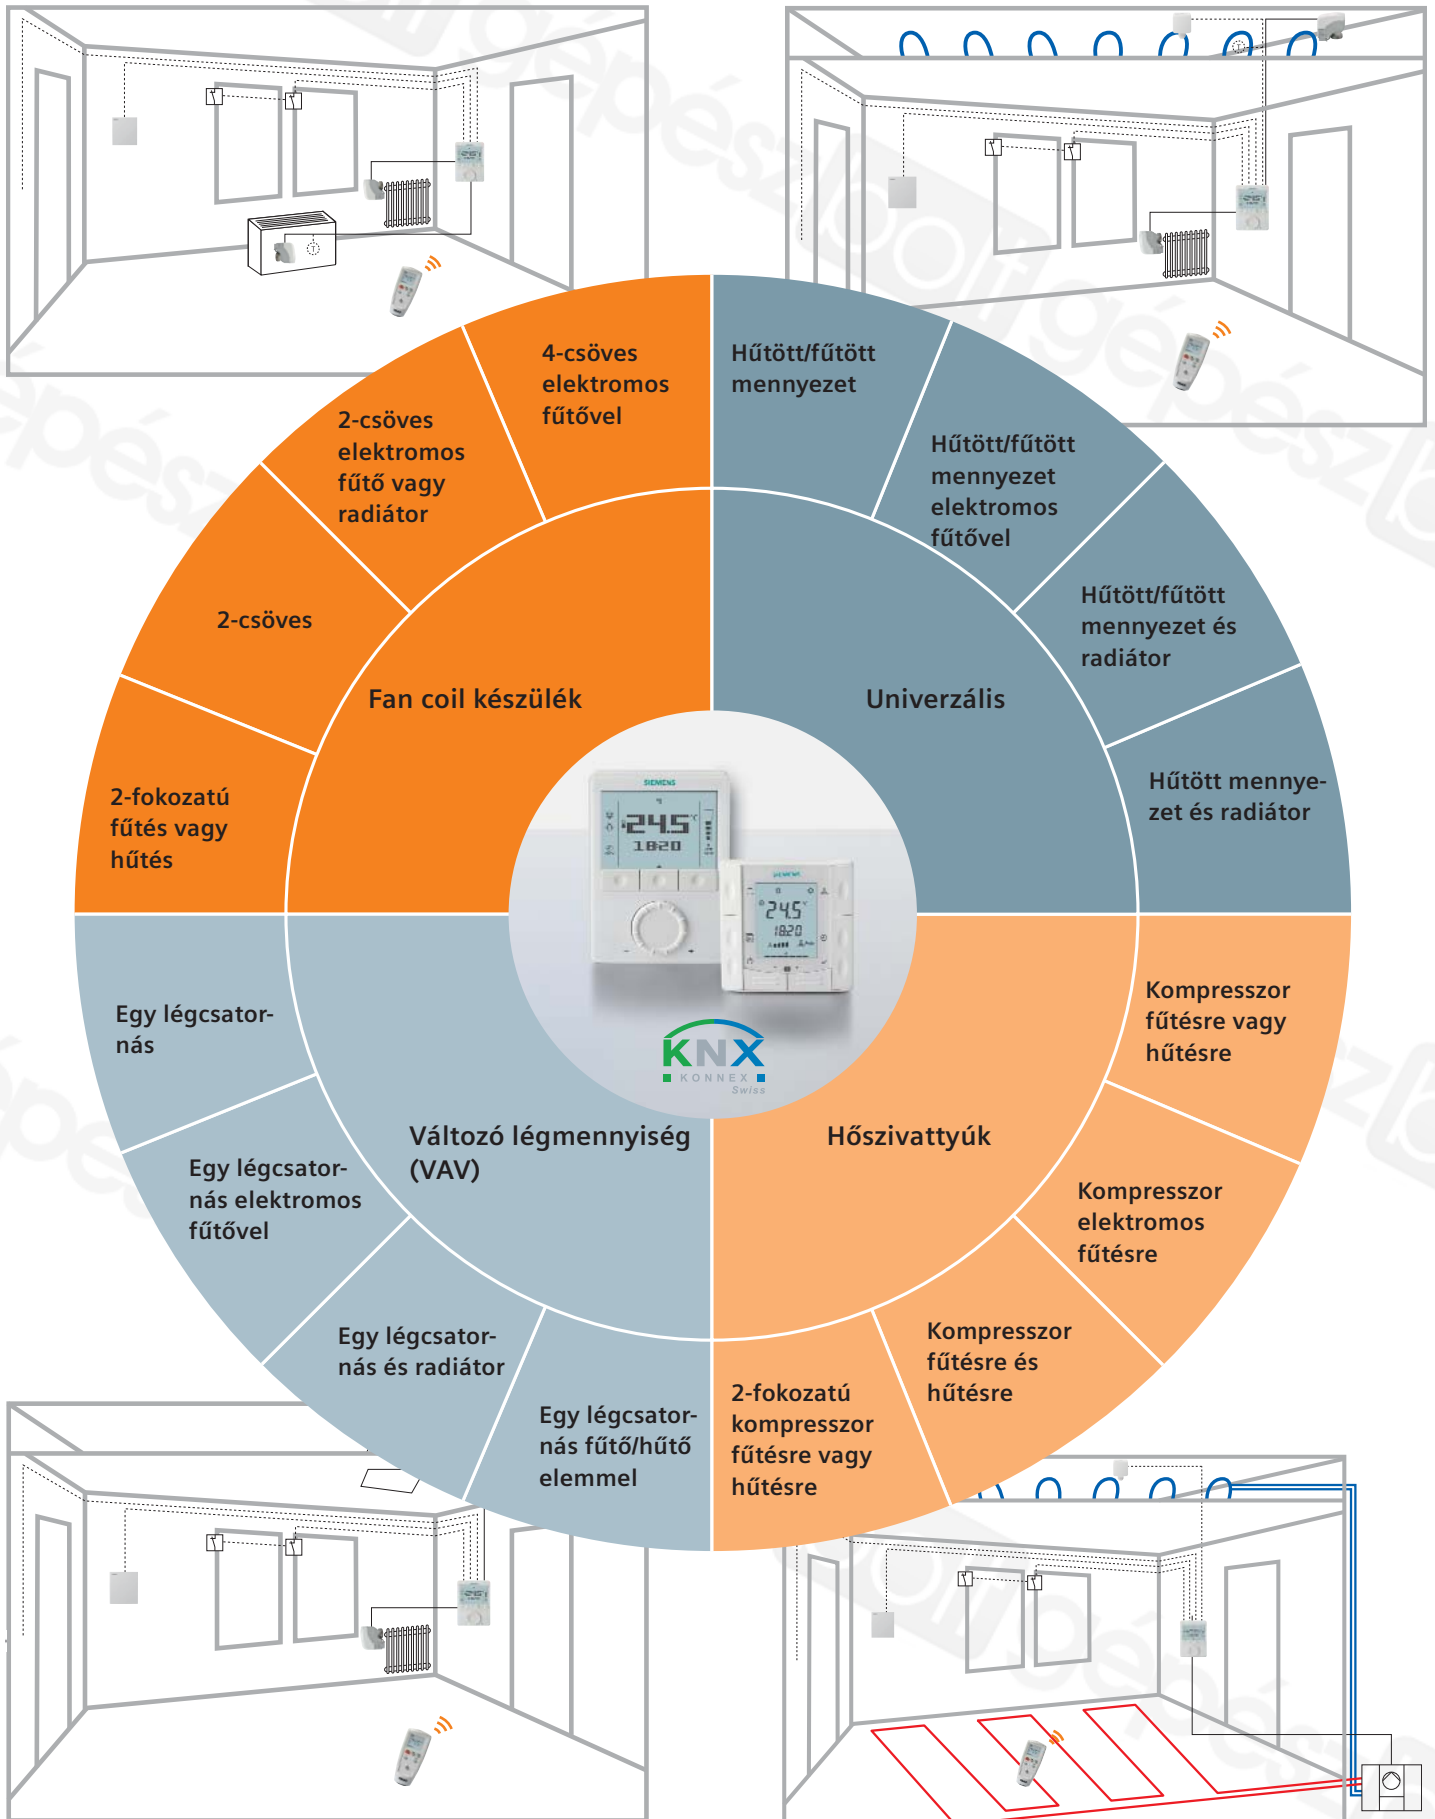 4-csöves
elektromos
fűtővel
2-csöves
elektromos
fűtő vagy
radiátor
2-csöves
2-fokozatú
fűtés vagy
hűtés
Fan coil készülék
Hűtött/fűtött
mennyezet
Hűtött/fűtött
mennyezet
elektromos
fűtővel
Hűtött/fűtött
mennyezet és
radiátor
Hűtött mennye-
zet és radiátor
Univerzális
SIEMENS
24.5 °C
18:20
SIEMENS
24.5
18:20
KNX
KONNEX
Swiss
Egy légcsator-
nás
Egy légcsator-
nás elektromos
fűtővel
Egy légcsator-
nás és radiátor
Egy légcsator-
nás fűtő/hűtő
elemmel
Változó légmennyiség
(VAV)
Hőszivattyúk
Kompresszor
fűtésre vagy
hűtésre
Kompresszor
elektromos
fűtésre
Kompresszor
fűtésre és
hűtésre
2-fokozatú
kompresszor
fűtésre vagy
hűtésre
T
T
gépész
bolt
gépész
gépész